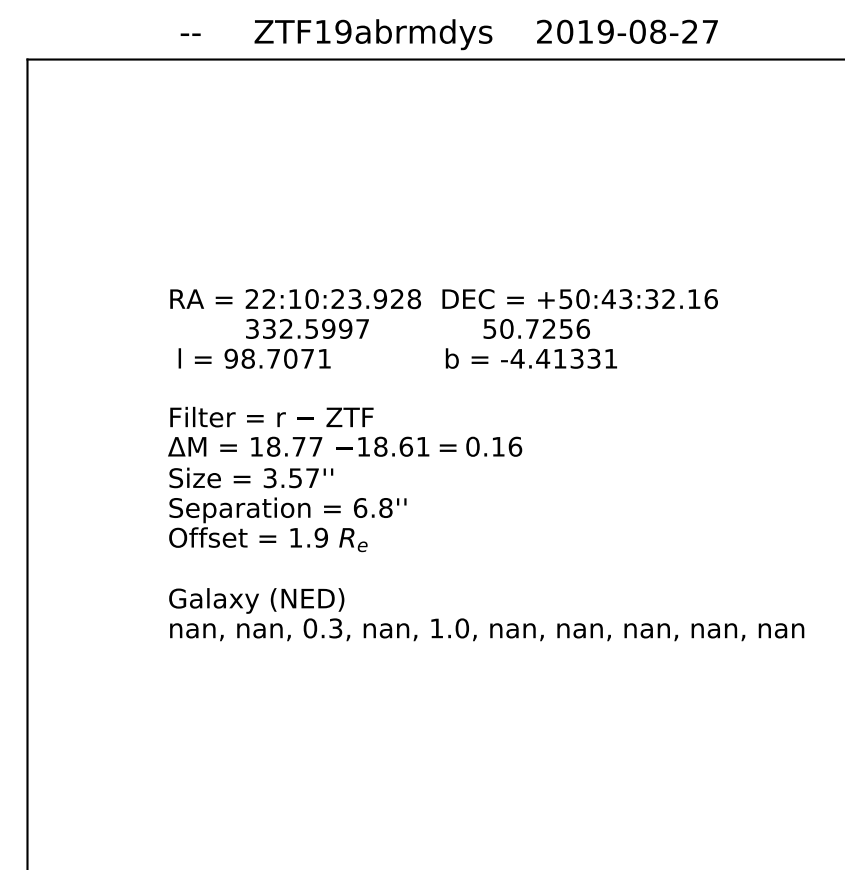 -- ZTF19abrmdys 2019-08-27
RA = 22:10:23.928 DEC = +50:43:32.16
332.5997 50.7256
l = 98.7071 b = -4.41331
Filter = r − ZTF
ΔM = 18.77 −18.61 = 0.16
Size = 3.57''
Separation = 6.8''
Offset = 1.9 Re
Galaxy (NED)
nan, nan, 0.3, nan, 1.0, nan, nan, nan, nan, nan